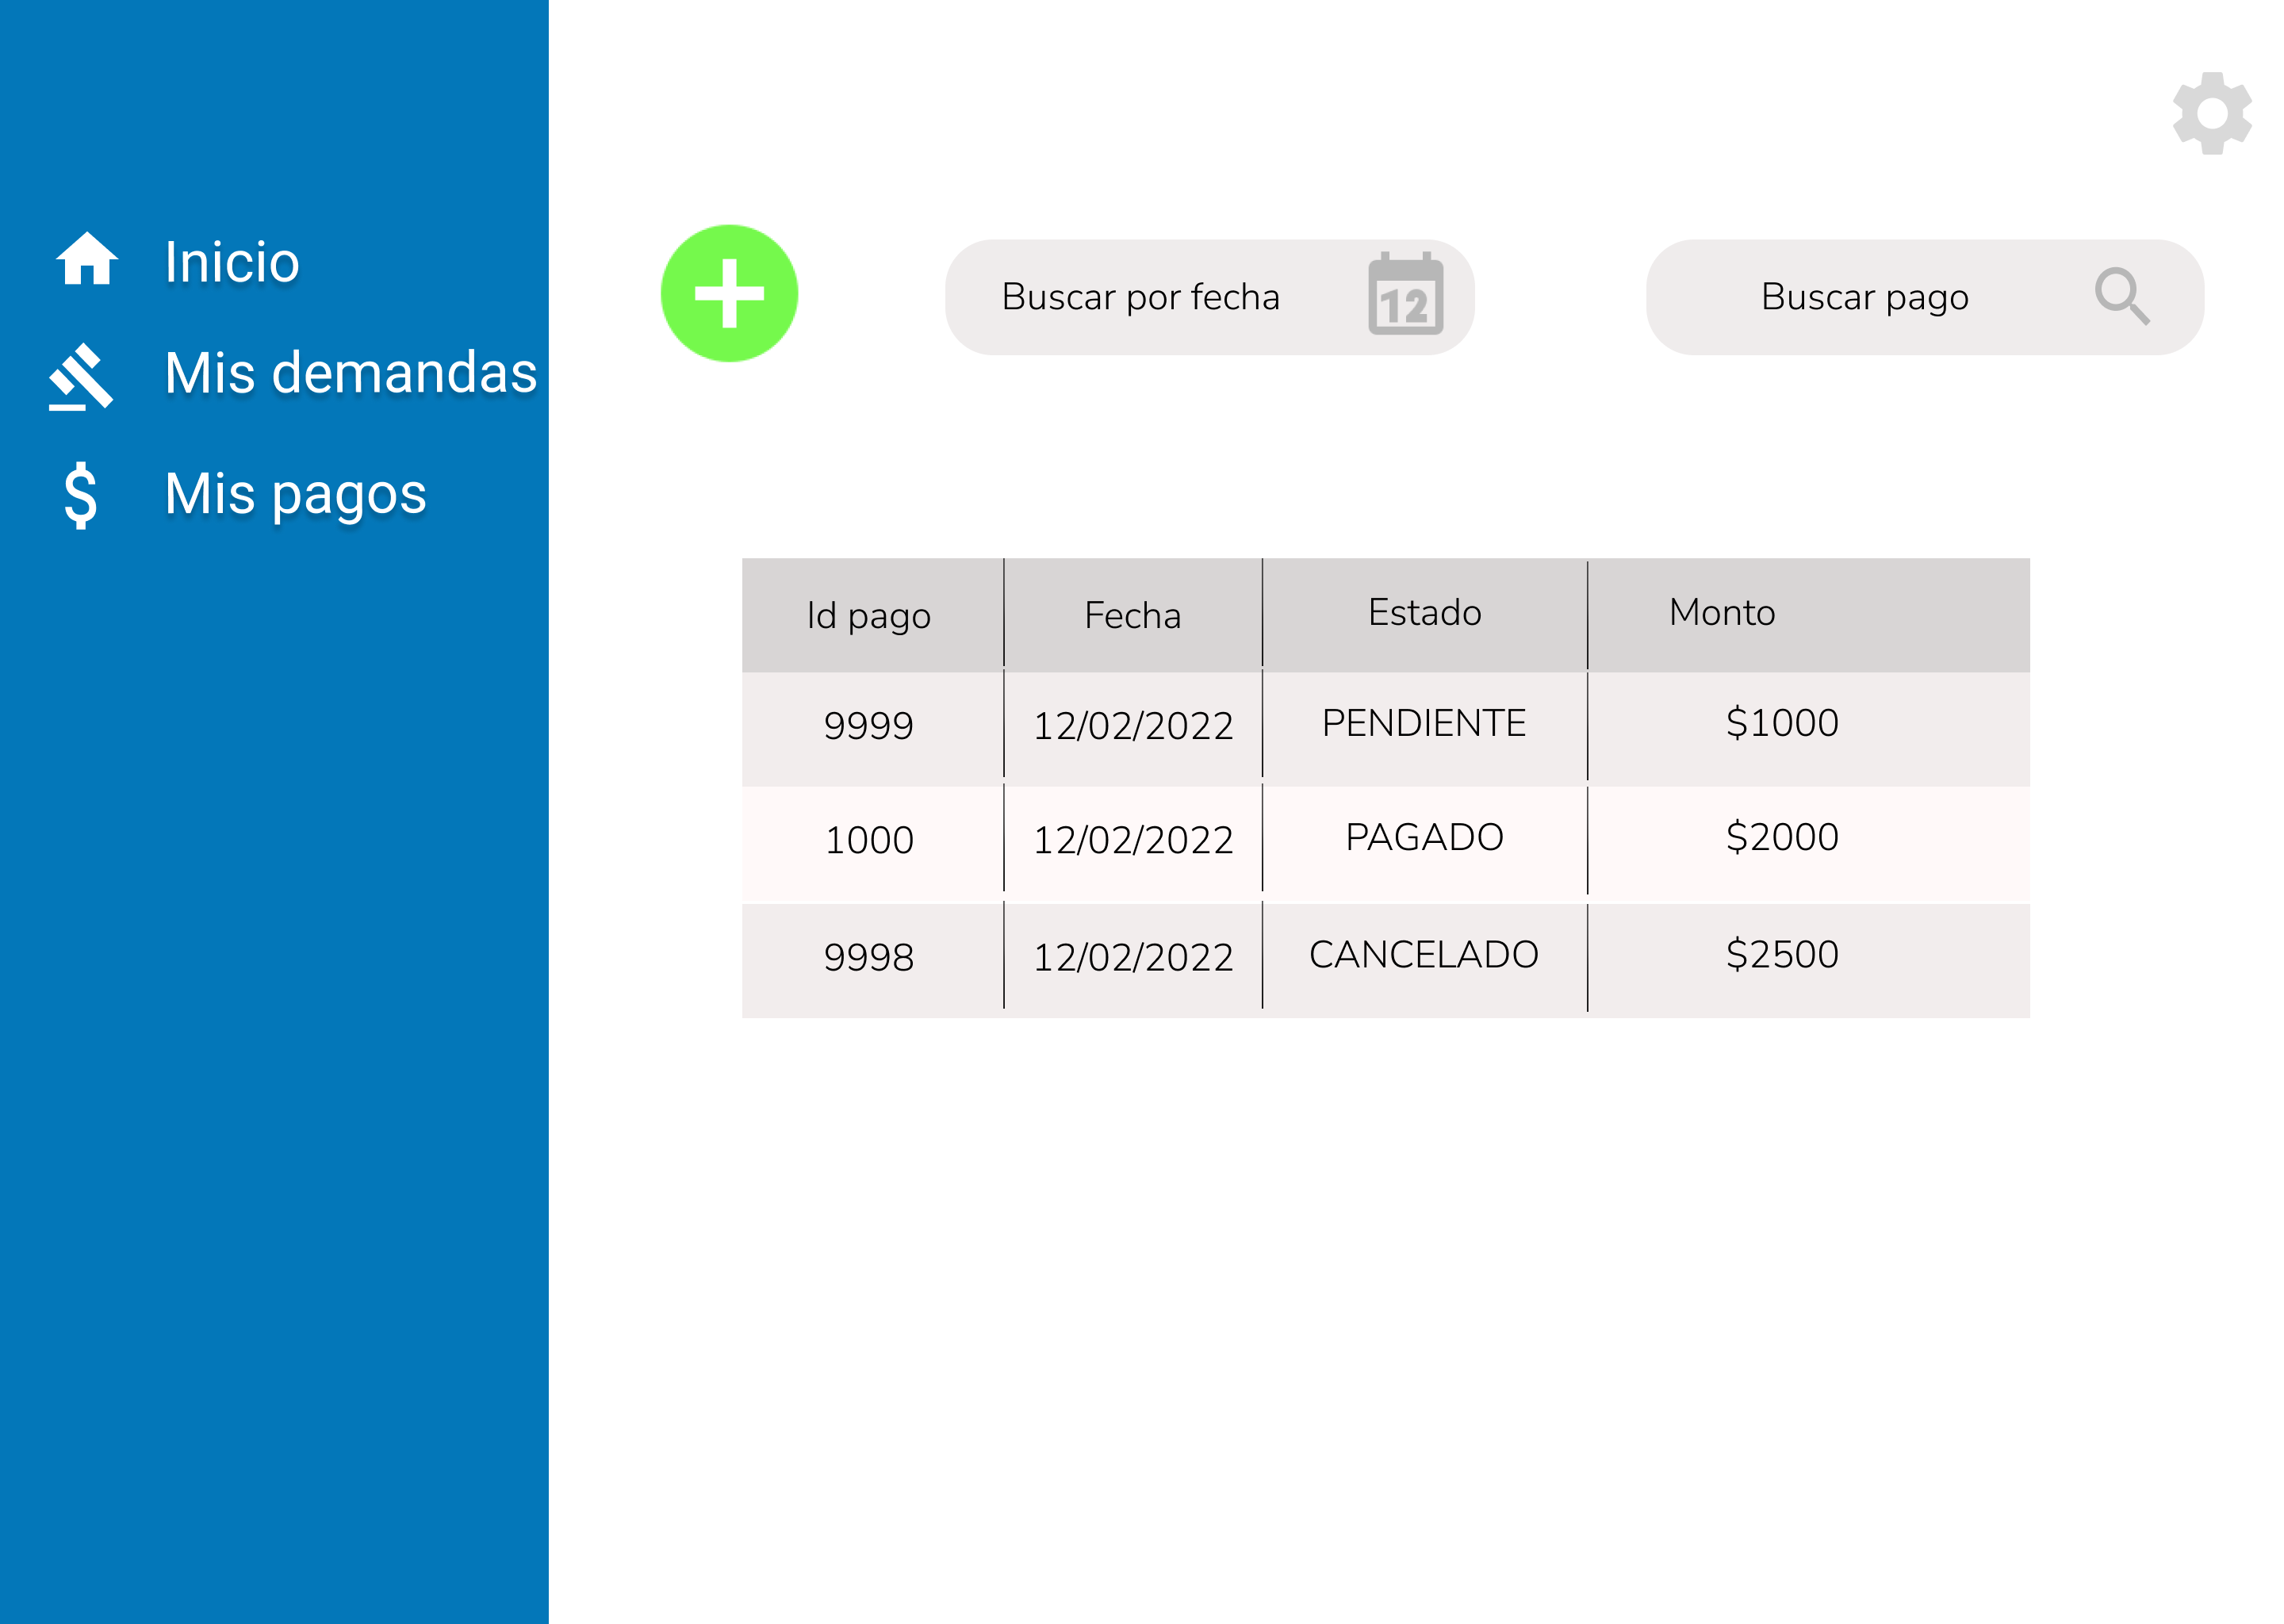 Inicio
Mis demandas
Mis pagos
Buscar por fecha
12
Buscar pago
Id pago Fecha Estado Monto
9999 12/02/2022 PENDIENTE $1000
1000 12/02/2022 PAGADO $2000
9998 12/02/2022 CANCELADO $2500